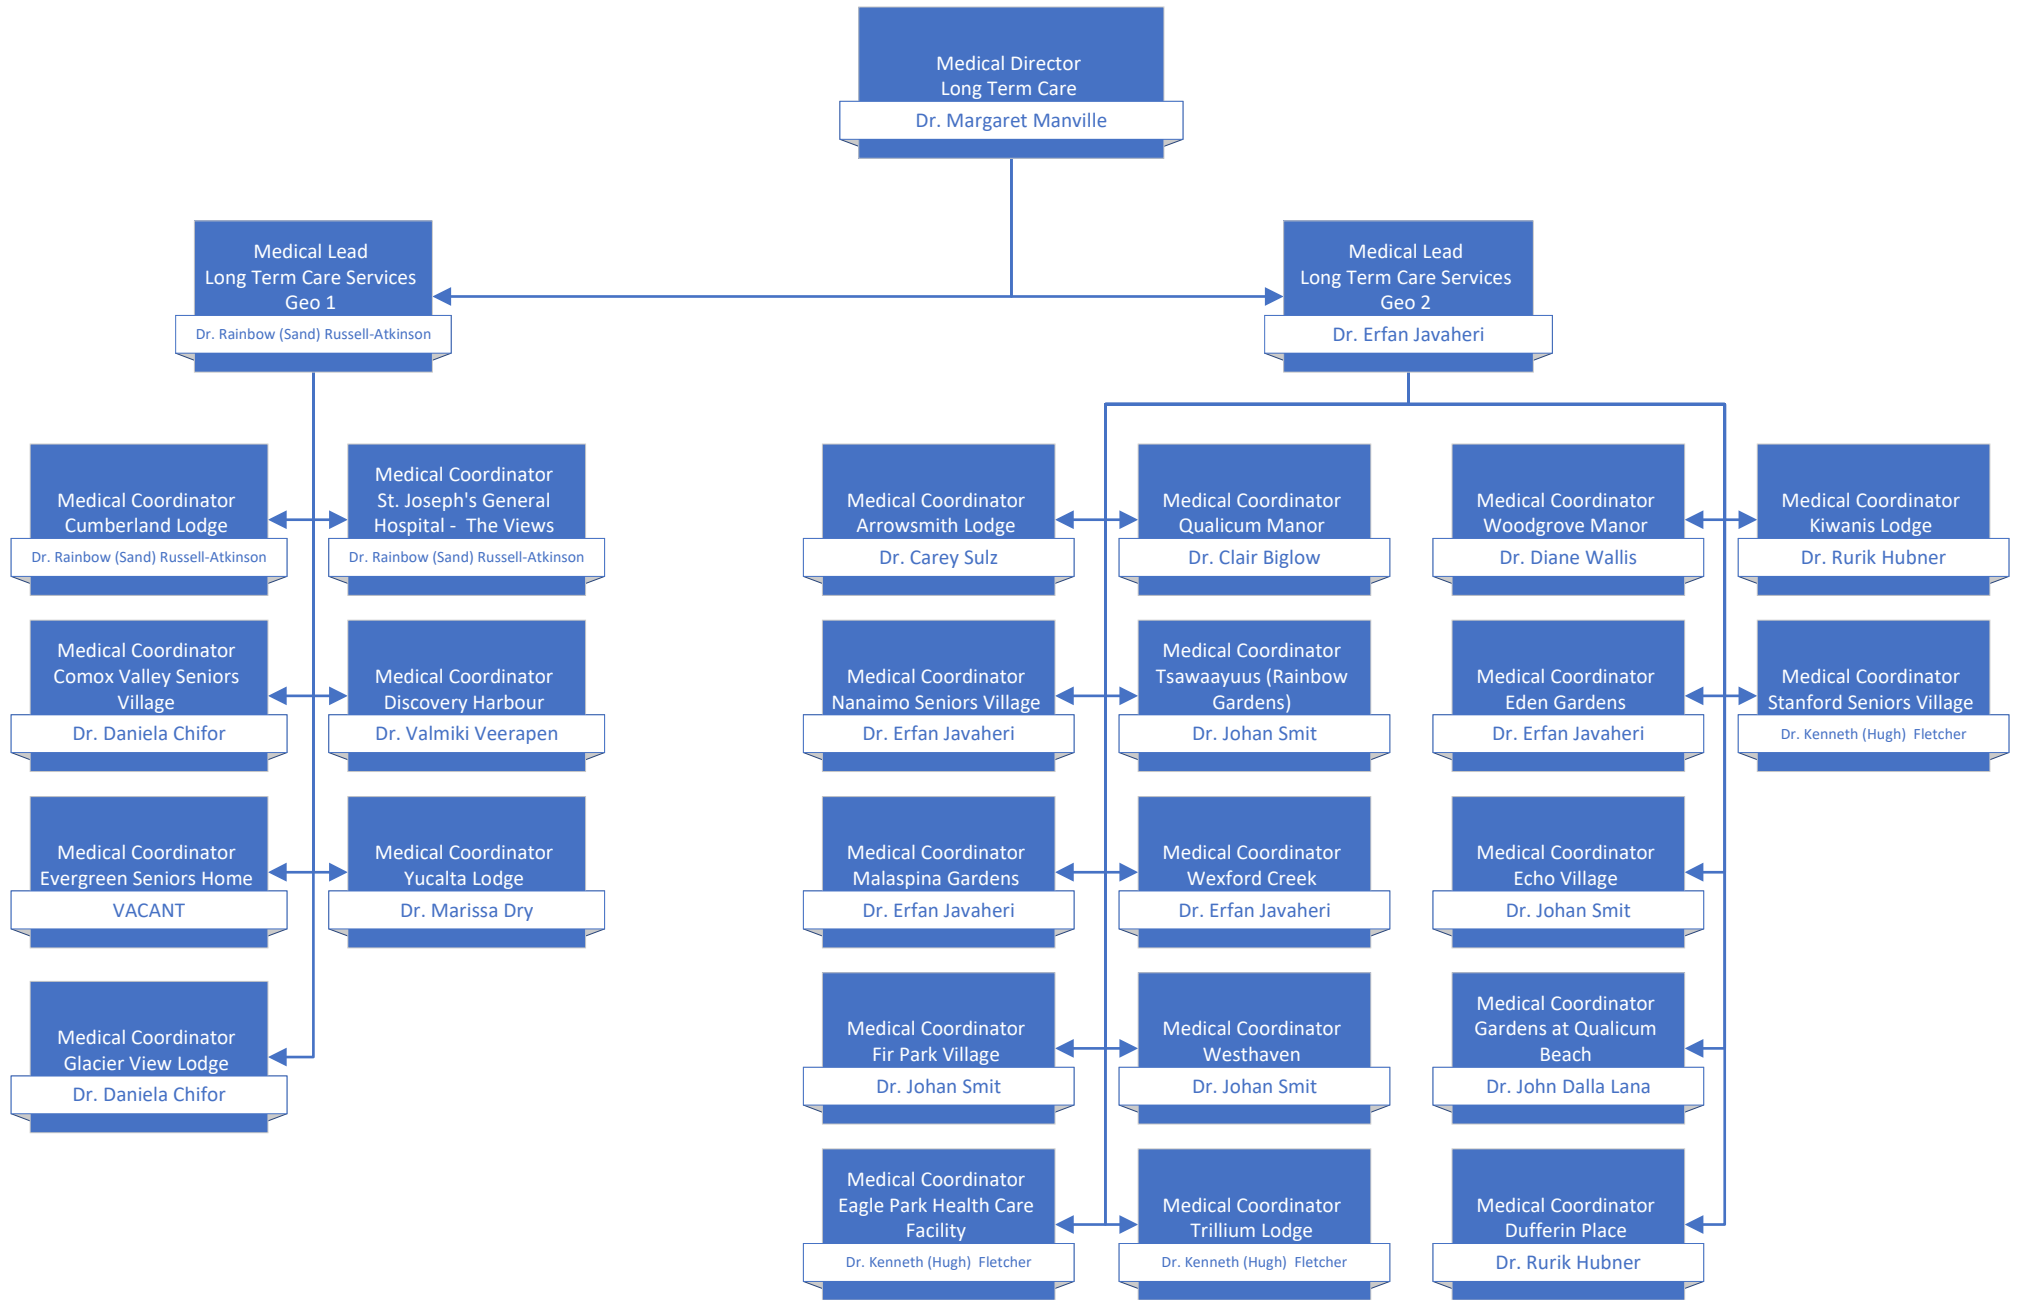 Medical Director
Long Term Care
Dr. Margaret Manville
Medical Lead
Long Term Care Services
Geo 1
Dr. Rainbow (Sand) Russell-Atkinson
Medical Lead
Long Term Care Services
Geo 2
Dr. Erfan Javaheri
Medical Coordinator
Cumberland Lodge
Dr. Rainbow (Sand) Russell-Atkinson
Medical Coordinator
St. Joseph's General
Hospital - The Views
Dr. Rainbow (Sand) Russell-Atkinson
Medical Coordinator
Arrowsmith Lodge
Dr. Carey Sulz
Medical Coordinator
Qualicum Manor
Dr. Clair Biglow
Medical Coordinator
Woodgrove Manor
Dr. Diane Wallis
Medical Coordinator
Kiwanis Lodge
Dr. Rurik Hubner
Medical Coordinator
Comox Valley Seniors
Village
Dr. Daniela Chifor
Medical Coordinator
Discovery Harbour
Dr. Valmiki Veerapen
Medical Coordinator
Nanaimo Seniors Village
Dr. Erfan Javaheri
Medical Coordinator
Tsawaayuus (Rainbow
Gardens)
Dr. Johan Smit
Medical Coordinator
Eden Gardens
Dr. Erfan Javaheri
Medical Coordinator
Stanford Seniors Village
Dr. Kenneth (Hugh) Fletcher
Medical Coordinator
Evergreen Seniors Home
VACANT
Medical Coordinator
Yucalta Lodge
Dr. Marissa Dry
Medical Coordinator
Malaspina Gardens
Dr. Erfan Javaheri
Medical Coordinator
Wexford Creek
Dr. Erfan Javaheri
Medical Coordinator
Echo Village
Dr. Johan Smit
Medical Coordinator
Glacier View Lodge
Dr. Daniela Chifor
Medical Coordinator
Fir Park Village
Dr. Johan Smit
Medical Coordinator
Westhaven
Dr. Johan Smit
Medical Coordinator
Gardens at Qualicum
Beach
Dr. John Dalla Lana
Medical Coordinator
Eagle Park Health Care
Facility
Dr. Kenneth (Hugh) Fletcher
Medical Coordinator
Trillium Lodge
Dr. Kenneth (Hugh) Fletcher
Medical Coordinator
Dufferin Place
Dr. Rurik Hubner